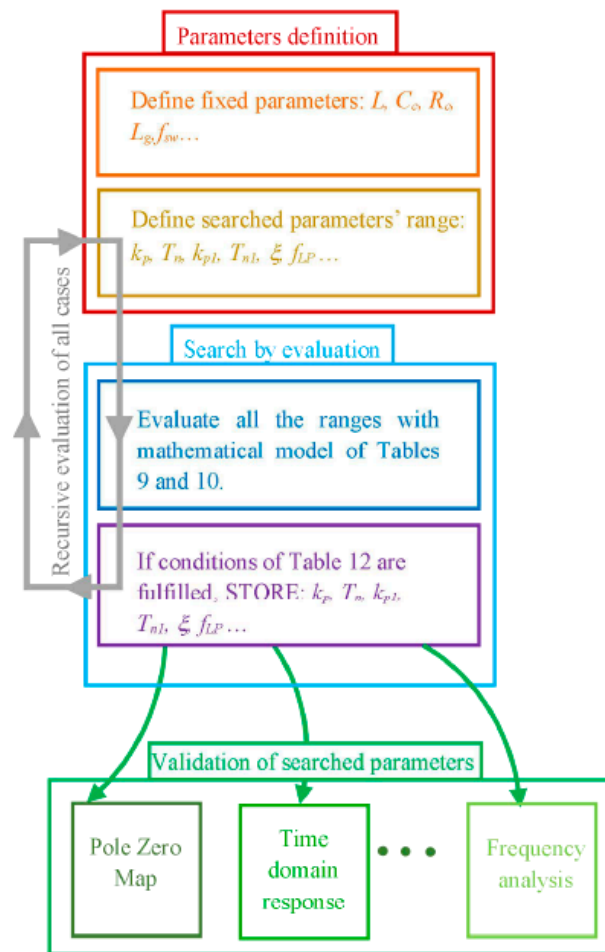 Parameters definition
Define fixed parameters: L, Cc, Rc,
Lg,fsw...
Define searched parameters’ range:
kp, Tn, kp1, Tn1, ξ, fLP ...
Recursive evaluation of all cases
Search by evaluation
Evaluate all the ranges with
mathematical model of Tables
9 and 10.
If conditions of Table 12 are
fulfilled, STORE: kp, Tn, kp1,
Tn1, ξ, fLP ...
Validation of searched parameters
Pole Zero
Map
Time
domain
response
Frequency
analysis